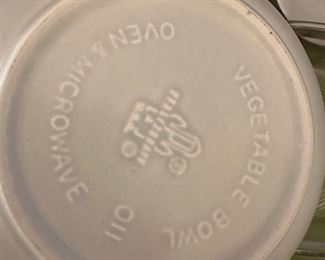 OVEN & MICROWAVE
011
VEGETABLE BOWL